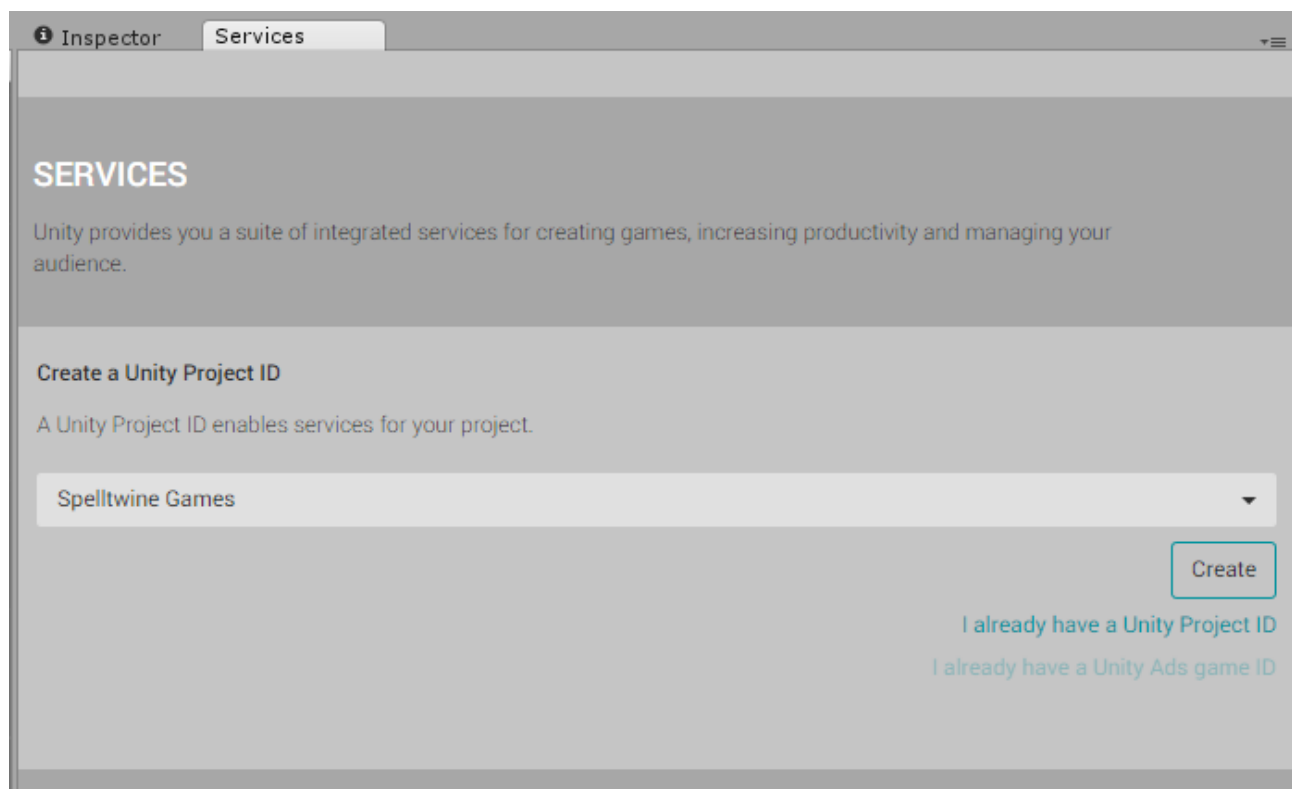 Inspector
Services
SERVICES
Unity provides you a suite of integrated services for creating games, increasing productivity and managing your
audience.
Create a Unity Project ID
A Unity Project ID enables services for your project.
Spelltwine Games
Create
I already have a Unity Project ID
I already have a Unity Ads game ID